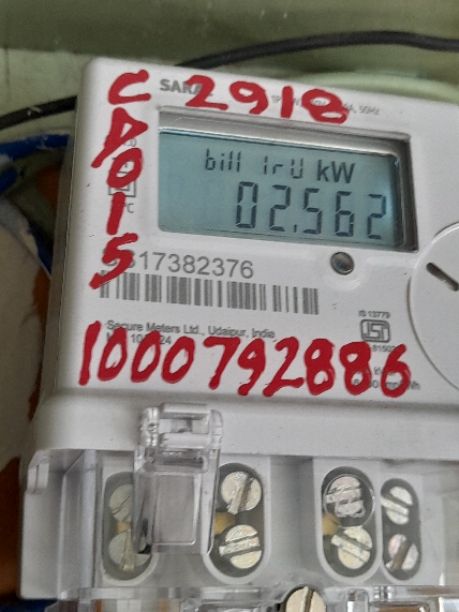 SARA
2918
CD015
bill 1rU kW
02.562
17382376
Secure Meters Ltd., Udaipur, India
IS 13779
1000792886